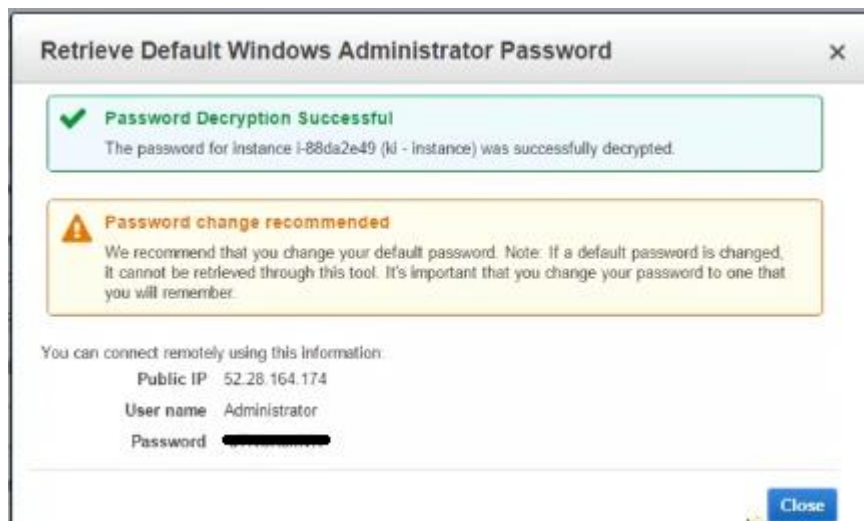 Retrieve Default Windows Administrator Password
Password Decryption Successful
The password for instance i-88da2e49 (ki - instance) was successfully decrypted.
Password change recommended
We recommend that you change your default password. Note: If a default password is changed,
it cannot be retrieved through this tool. It's important that you change your password to one that
you will remember.
You can connect remotely using this information
Public IP 52.28.164.174
User name Administrator
Password
Close